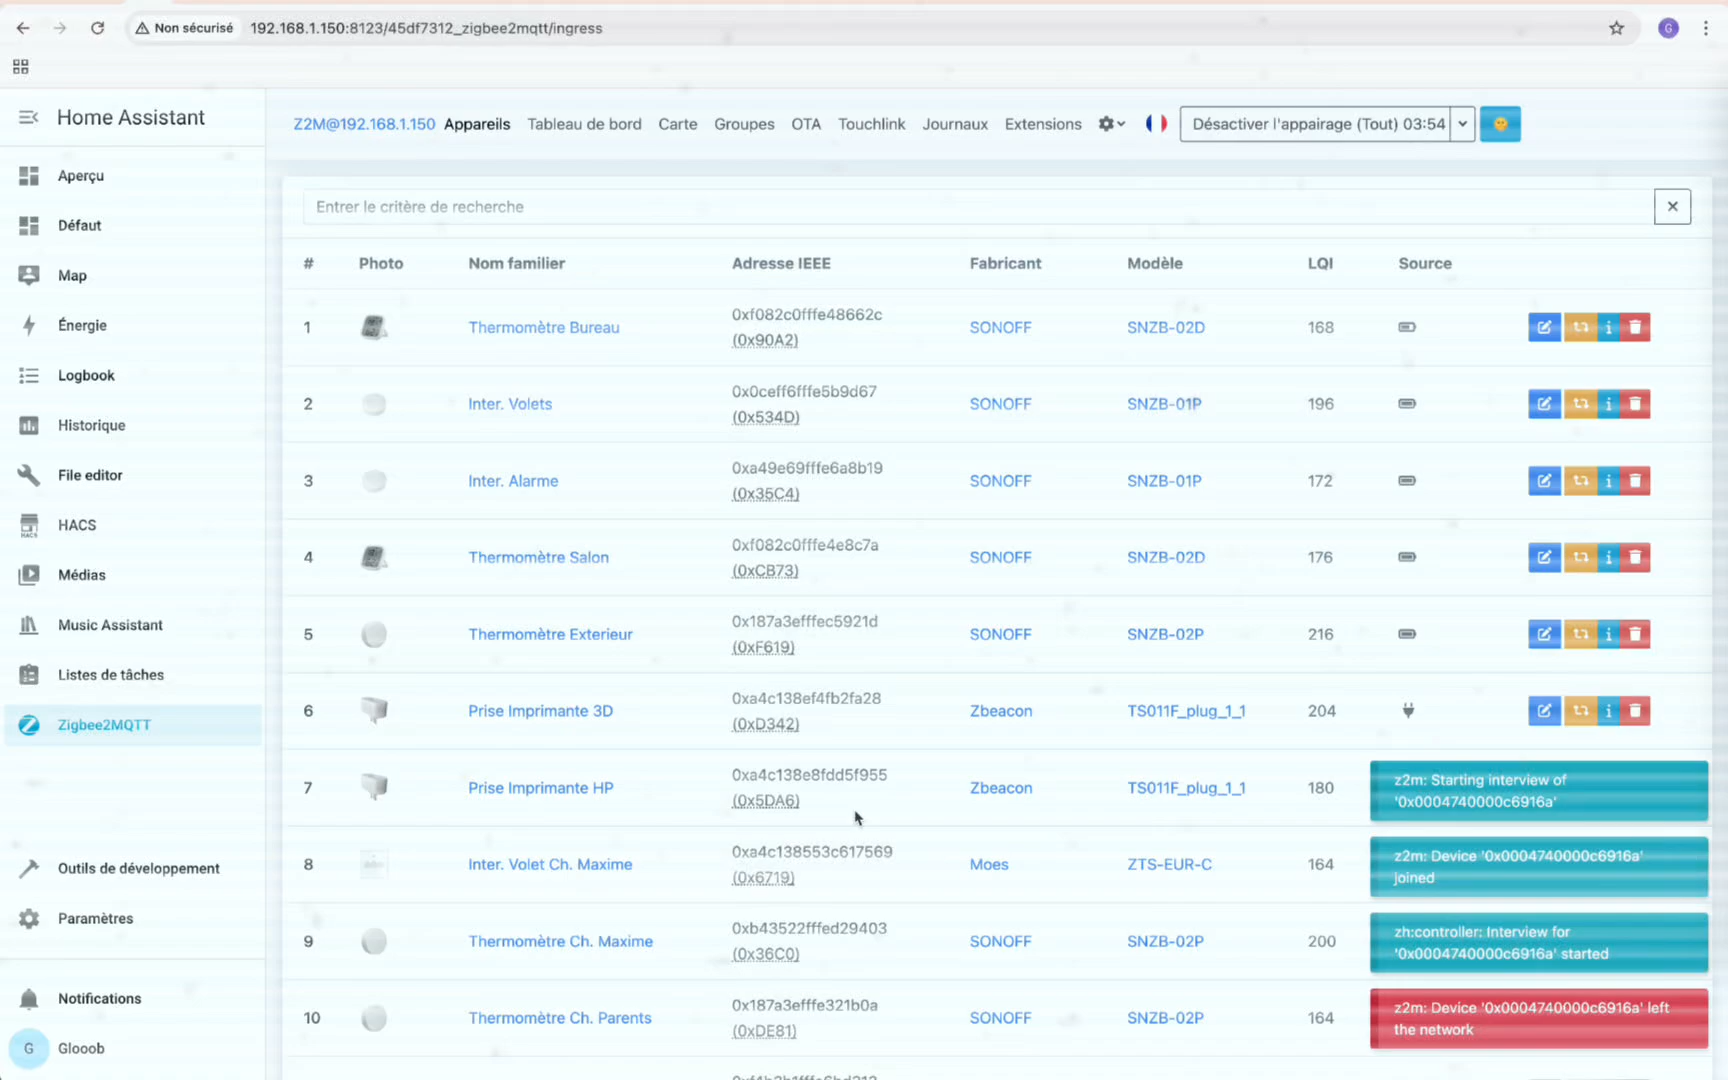 Non sécurisé
192.168.1.150:8123/45df7312_zigbee2mqtt/ingress
G
Home Assistant
Z2M@192.168.1.150 Appareils Tableau de bord Carte Groupes OTA Touchlink Journaux Extensions
Désactiver l'appairage (Tout) 03:54
Aperçu
Défaut
Map
Énergie
Logbook
Historique
File editor
HACS
HACS
Médias
Music Assistant
Listes de tâches
Zigbee2MQTT
Outils de développement
Paramètres
Notifications
G
Glooob
Entrer le critère de recherche
# Photo Nom familier Adresse IEEE Fabricant Modèle LQI Source
1 Thermomètre Bureau 0xf082c0fffe48662c SONOFF SNZB-02D 168
(0x90A2)
2 Inter. Volets 0x0ceff6fffe5b9d67 SONOFF SNZB-01P 196
(0x534D)
3 Inter. Alarme 0xa49e69fffe6a8b19 SONOFF SNZB-01P 172
(0x35C4)
4 Thermomètre Salon 0xf082c0fffe4e8c7a SONOFF SNZB-02D 176
(0xCB73)
5 Thermomètre Exterieur 0x187a3efffec5921d SONOFF SNZB-02P 216
(0xF619)
6 Prise Imprimante 3D 0xa4c138ef4fb2fa28 Zbeacon TS011F_plug_1_1 204
(0xD342)
7 Prise Imprimante HP 0xa4c138e8fdd5f955 Zbeacon TS011F_plug_1_1 180
(0x5DA6)
8 Inter. Volet Ch. Maxime 0xa4c138553c617569 Moes ZTS-EUR-C 164
(0x6719)
9 Thermomètre Ch. Maxime 0xb43522fffed29403 SONOFF SNZB-02P 200
(0x36C0)
10 Thermomètre Ch. Parents 0x187a3efffe321b0a SONOFF SNZB-02P 164
(0xDE81)
z2m: Starting interview of
'0x0004740000c6916a'
z2m: Device '0x0004740000c6916a'
joined
zh:controller: Interview for
'0x0004740000c6916a' started
z2m: Device '0x0004740000c6916a' left
the network